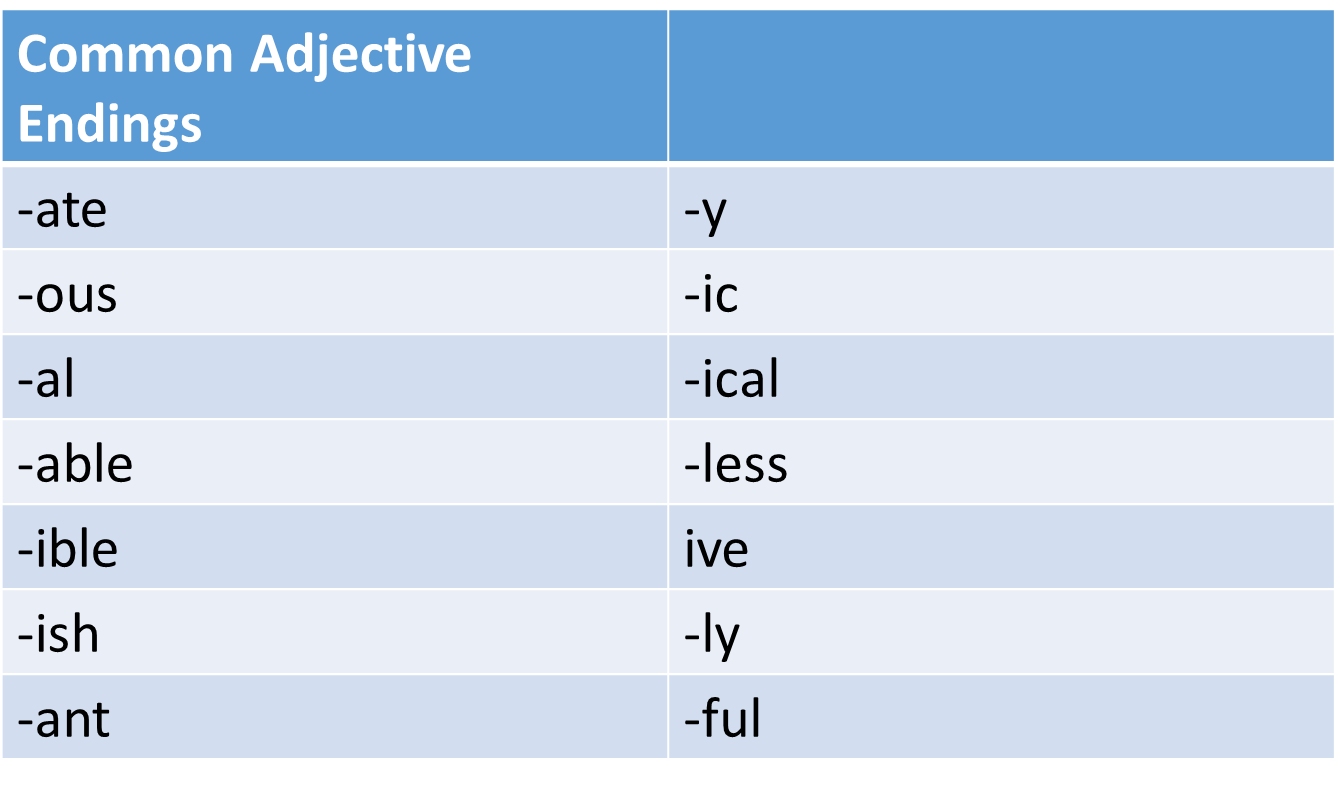 Common Adjective
Endings
-ate -y
-ous -ic
-al -ical
-able -less
-ible ive
-ish -ly
-ant -ful